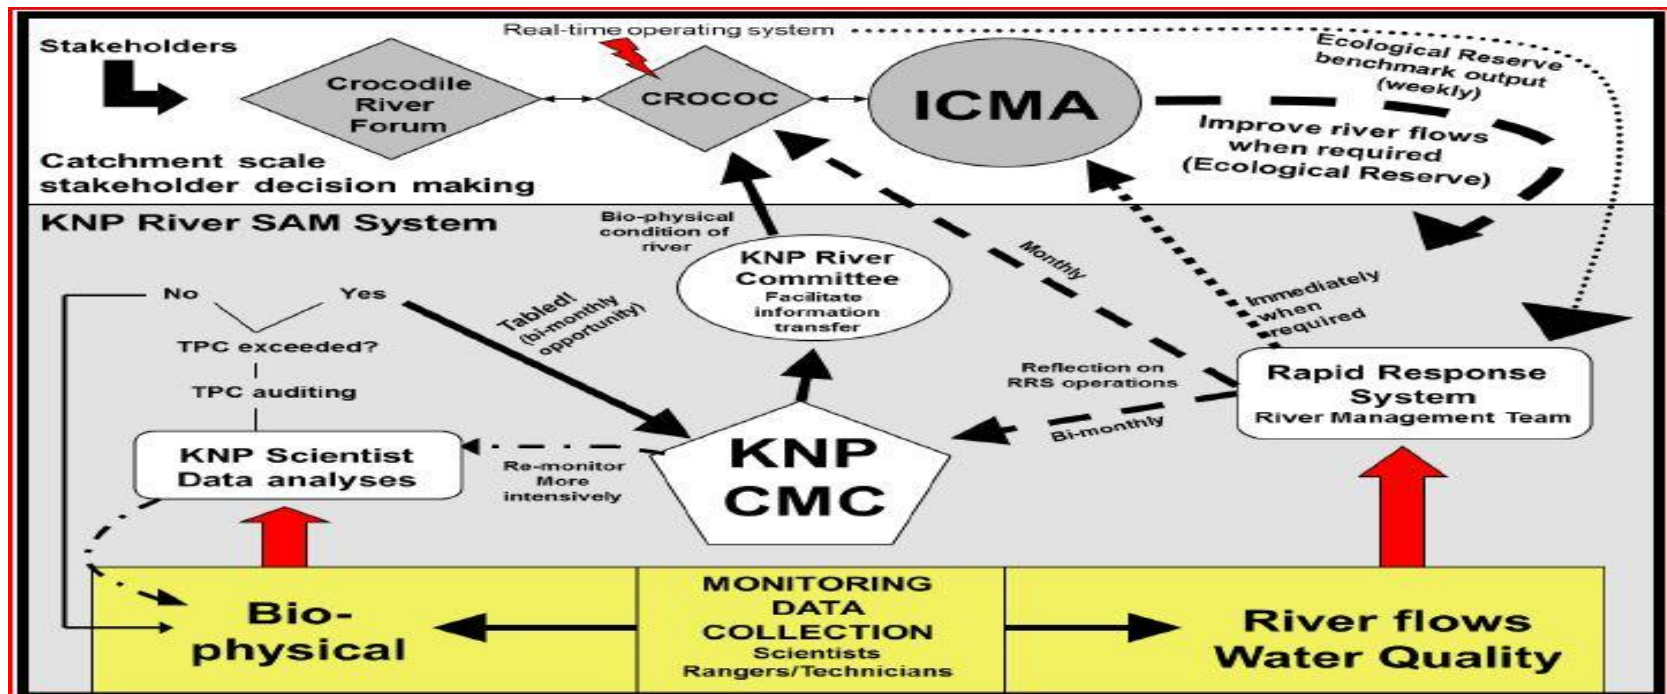 Stakeholders
Real-time operating system
Crocodile
River
Forum
CROCOC
ICMA
Ecological Reserve
benchmark output
(weekly)
Improve river flows
when required
(Ecological Reserve)
Catchment scale
stakeholder decision making
KNP River SAM System
Bio-physical
condition of
river
KNP River
Committee
Facilitate
information
transfer
Monthly
Immediately
when
required
No
Yes
Tabled!
(bi-monthly
opportunity)
TPC exceeded?
TPC auditing
KNP Scientist
Data analyses
Re-monitor
More
intensively
KNP
CMC
Reflection on
RRS operations
Bi-monthly
Rapid Response
System
River Management Team
Bio-
physical
MONITORING
DATA
COLLECTION
Scientists
Rangers/Technicians
River flows
Water Quality